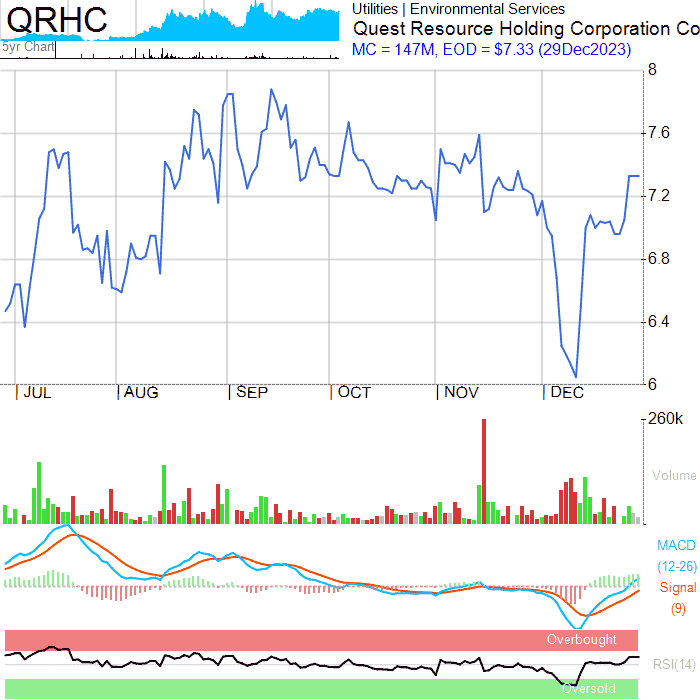 QRHC
5yr Chart
Utilities | Environmental Services
Quest Resource Holding Corporation Co
MC = 147M, EOD = $7.33 (29Dec2023)
8
7.6
7.2
6.8
6.4
6
JUL
AUG
SEP
OCT
NOV
DEC
260k
Volume
MACD
(12-26)
Signal
(9)
Overbought
RSI(14)
Oversold